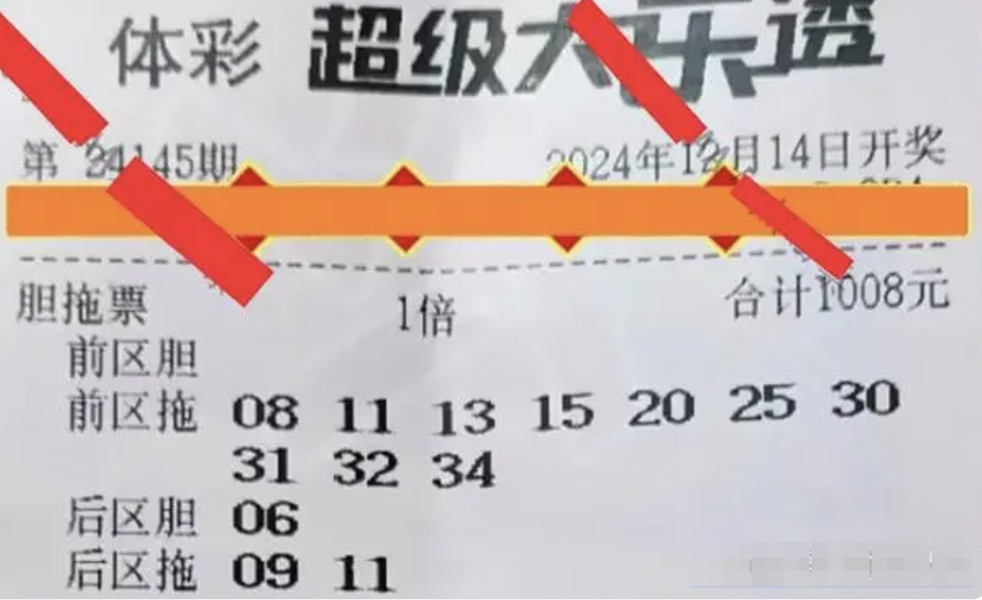 体彩 超级大乐透
第 24145期 2024年12月14日开奖
胆拖票 1倍 合计1008元
前区胆
前区拖 08 11 13 15 20 25 30
31 32 34
后区胆 06
后区拖 09 11